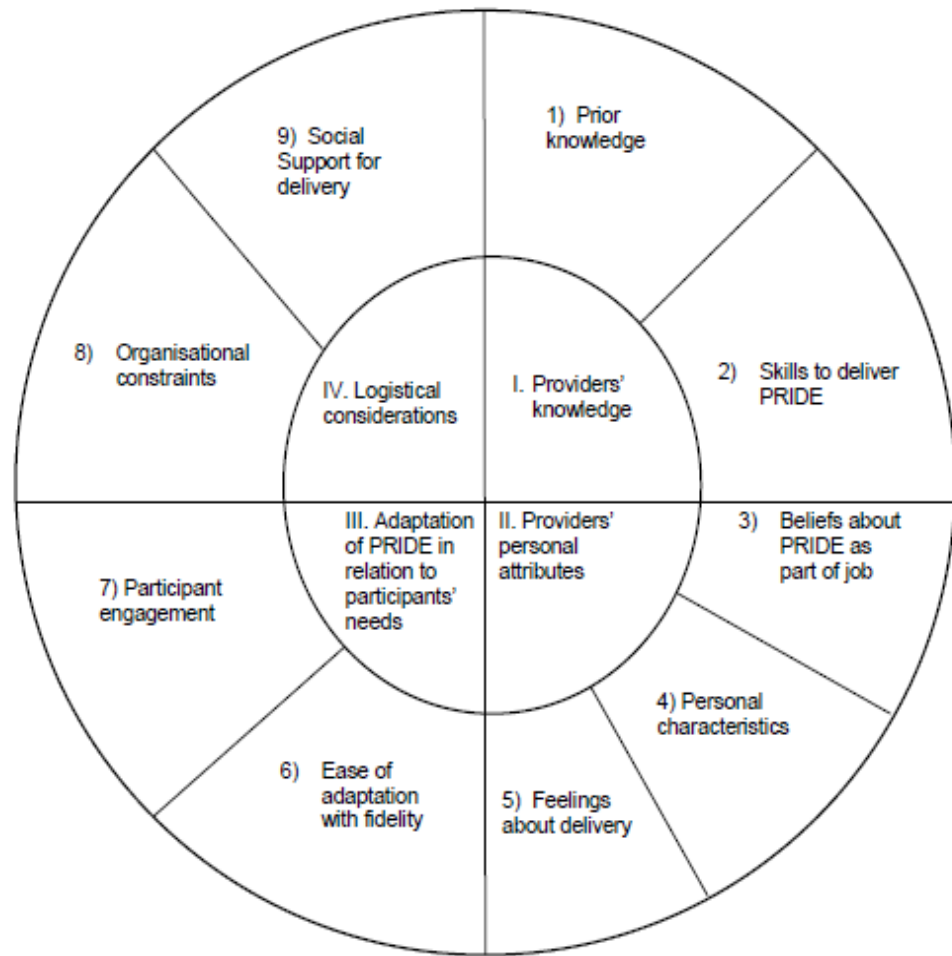 9) Social
Support for
delivery
1) Prior
knowledge
8) Organisational
constraints
IV. Logistical
considerations
I. Providers'
knowledge
2) Skills to deliver
PRIDE
III. Adaptation
of PRIDE in
relation to
participants'
needs
II. Providers'
personal
attributes
3) Beliefs about
PRIDE as
part of job
7) Participant
engagement
4) Personal
characteristics
6) Ease of
adaptation
with fidelity
5) Feelings
about delivery